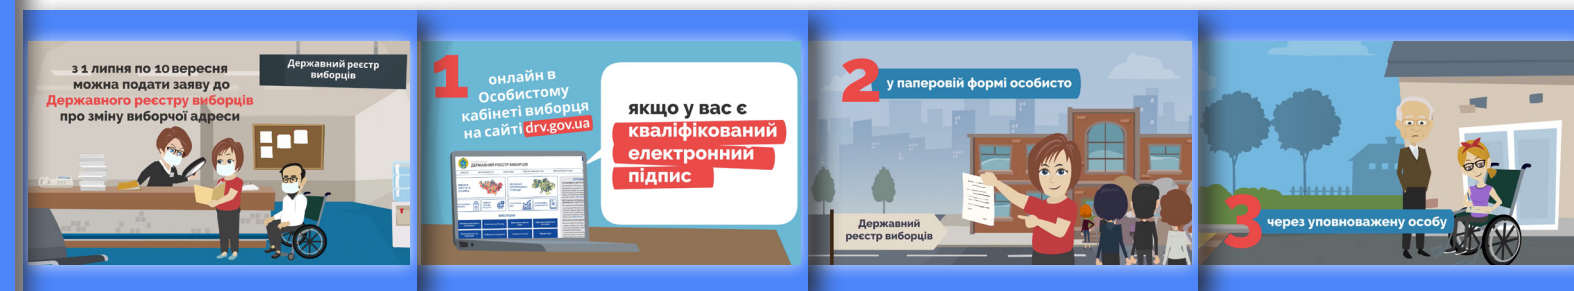 з 1 липня по 10 вересня
можна подати заяву до
Державного реєстру виборців
про зміну виборчої адреси
Державний реєстр
виборців
1
онлайн в
Особистому
кабінеті виборця
на сайті drv.gov.ua
ДЕРЖАВНИЙ РЕЄСТР ВИБОРЦІВ
якщо у вас є
кваліфікований
електронний
підпис
2
у паперовій формі особисто
Державний
реєстр виборців
3
через уповноважену особу